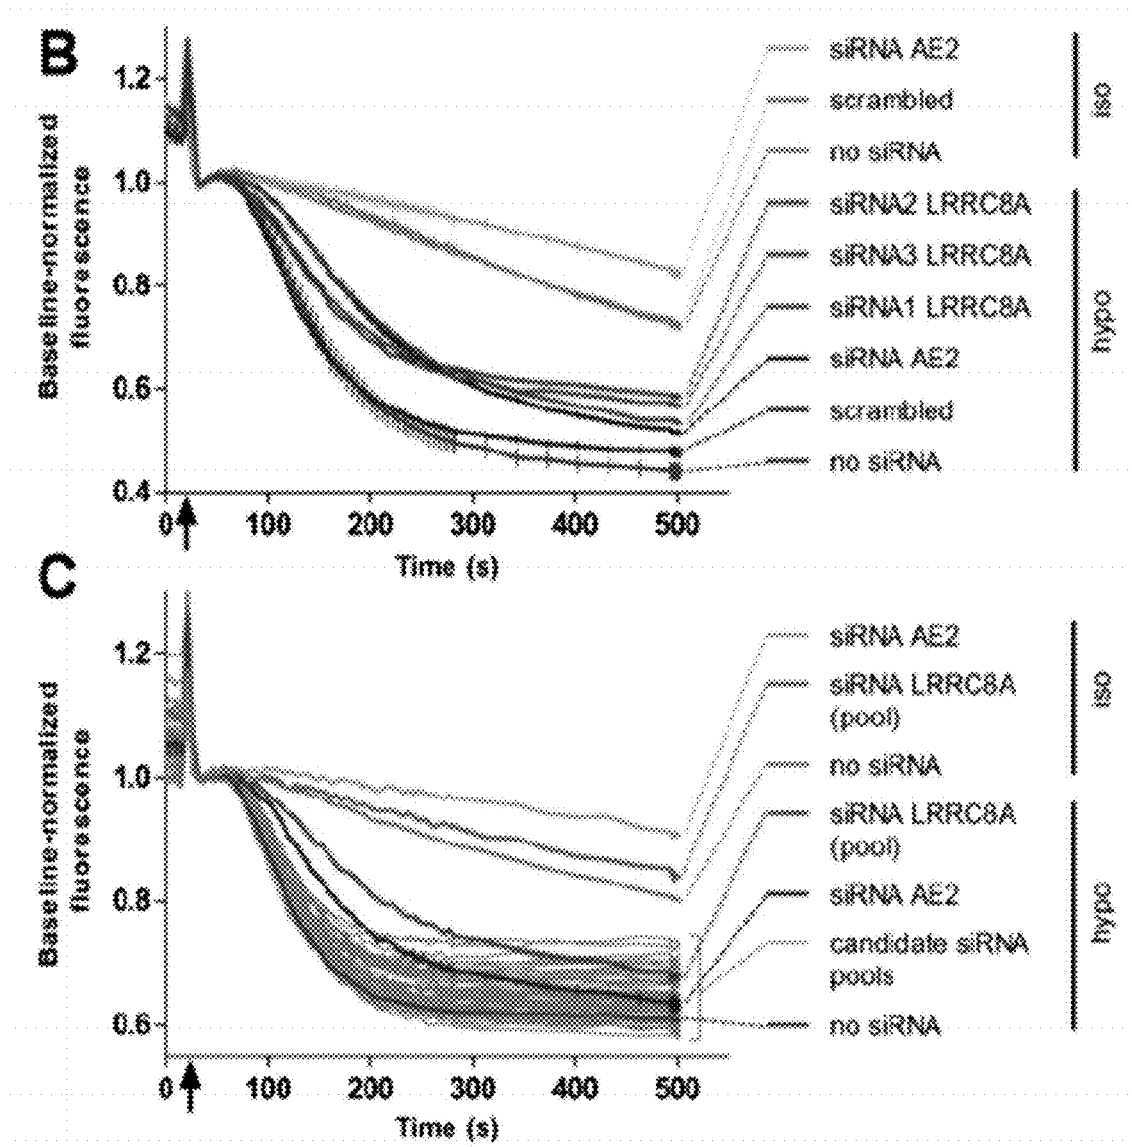 B
Baseline-normalized
fluorescence
1.2
1.0
0.8
0.6
0.4
0 100 200 300 400 500
Time (s)
siRNA AE2
scrambled
no siRNA
iso
siRNA2 LRRC8A
siRNA3 LRRC8A
siRNA1 LRRC8A
siRNA AE2
scrambled
no siRNA
hypo
C
Baseline-normalized
fluorescence
1.2
1.0
0.8
0.6
0 100 200 300 400 500
Time (s)
siRNA AE2
siRNA LRRC8A
(pool)
no siRNA
iso
siRNA LRRC8A
(pool)
siRNA AE2
candidate siRNA
pools
no siRNA
hypo